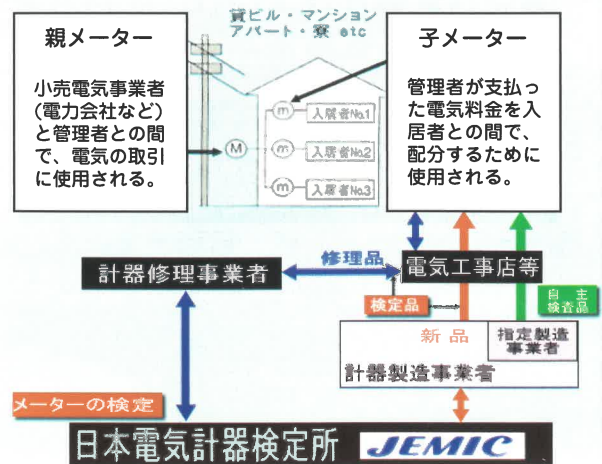 貸ビル・マンション
アパート・寮 etc
親メーター
小売電気事業者
(電力会社など)
と管理者との間
で、電気の取引
に使用される。
子メーター
管理者が支払っ
た電気料金を入
居者との間で、
配分するために
使用される。
m
入居者No.1
M
m
入居者No.2
m
入居者No.3
修理品
計器修理事業者
電気工事店等
検定品
自主
検査品
新品
指定製造
事業者
計器製造事業者
メーターの検定
日本電気計器検定所 JEMIC